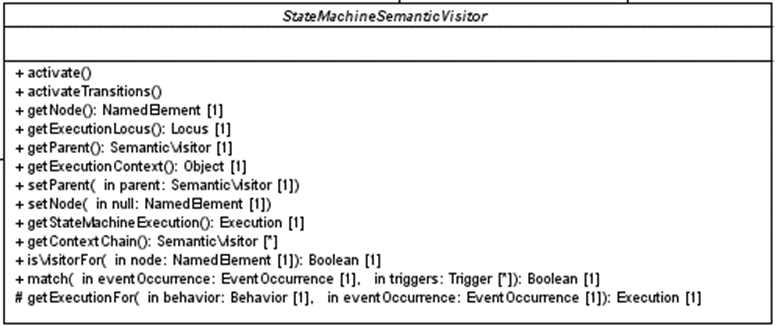 StateMachineSemanticVisitor
+ activate()
+ activateTransitions()
+ getNode(): NamedElement [1]
+ getExecutionLocus(): Locus [1]
+ getParent(): SemanticVisitor [1]
+ getExecutionContext(): Object [1]
+ setParent( in parent: SemanticVisitor [1])
+ setNode( in null: NamedElement [1])
+ getStateMachineExecution(): Execution [1]
+ getContextChain(): SemanticVisitor [*]
+ isVisitorFor( in node: NamedElement [1]): Boolean [1]
+ match( in eventOccurrence: EventOccurrence [1], in triggers: Trigger [*]): Boolean [1]
# getExecutionFor( in behavior: Behavior [1], in eventOccurrence: EventOccurrence [1]): Execution [1]